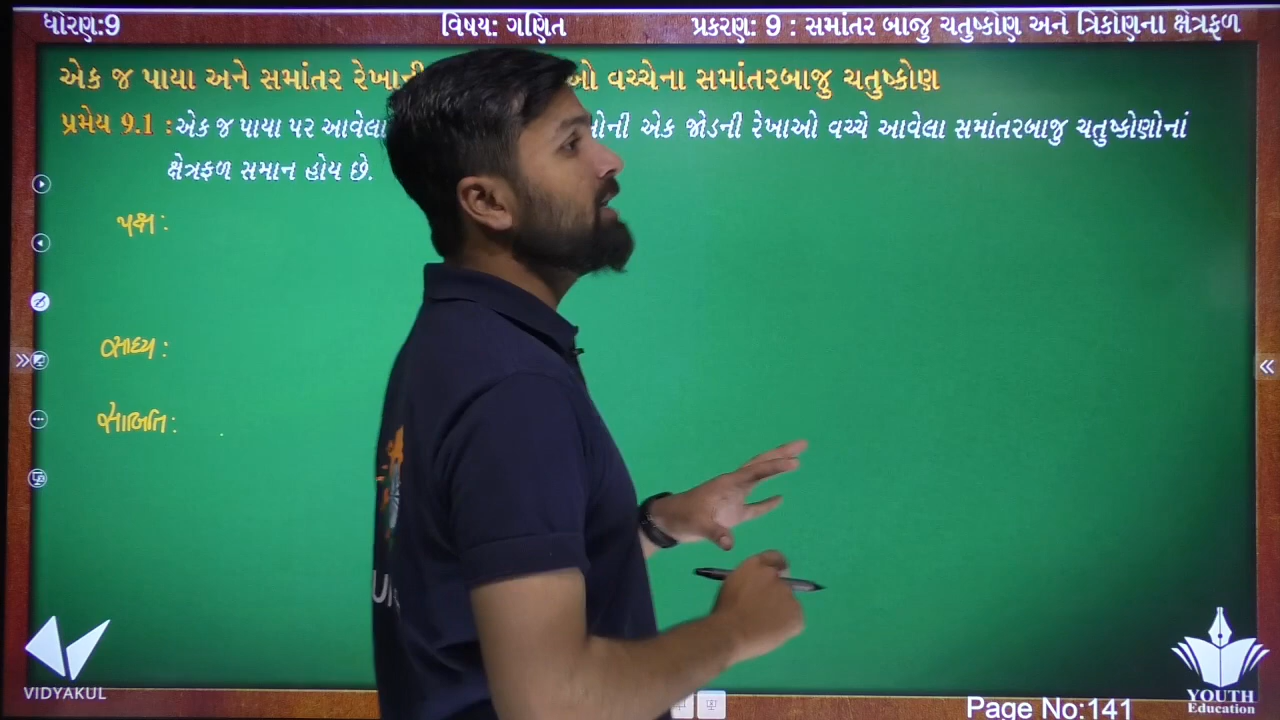 ધોરણ:9 વિષય: ગણિત પ્રકરણ: 9 : સમાંતર બાજુ ચતુષ્કોણ અને ત્રિકોણના ક્ષેત્રફળ
એક જ પાયા અને સમાંતર વચ્ચેના સમાંતરબાજુ ચતુષ્કોણ
પ્રમેય 9.1 :એક જ પાયા પર એક જોડની રેખાઓ વચ્ચે આવેલા સમાંતરબાજુ ચતુષ્કોણોનાં
ક્ષેત્રફળ સમાન હોય છે.
પક્ષ:
સાધ્ય:
સાબિતિ:
VIDYAKUL
YOUTH
Education
Page No:141